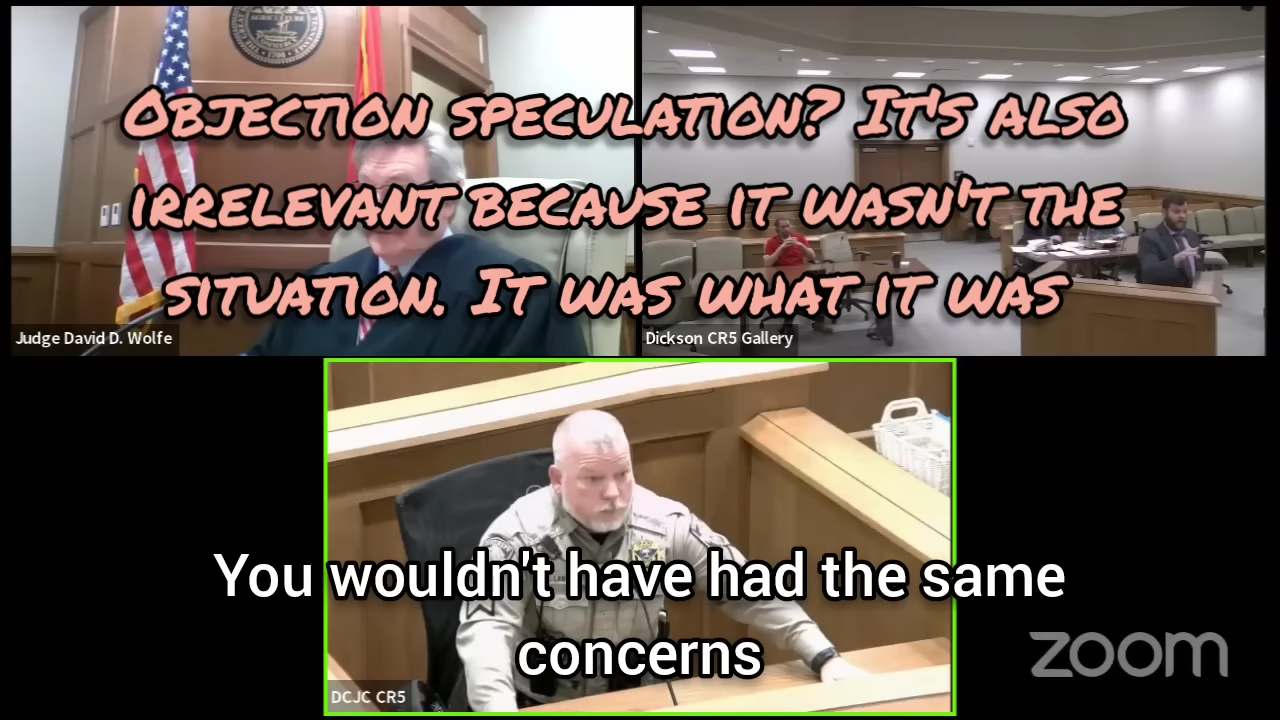 AGRICULTURE
Objection speculation? It's also
irrelevant because it wasn't the
situation. It was what it was
Judge David D. Wolfe
Dickson CR5 Gallery
You wouldn't have had the same
concerns
zoom
DCJC CR5